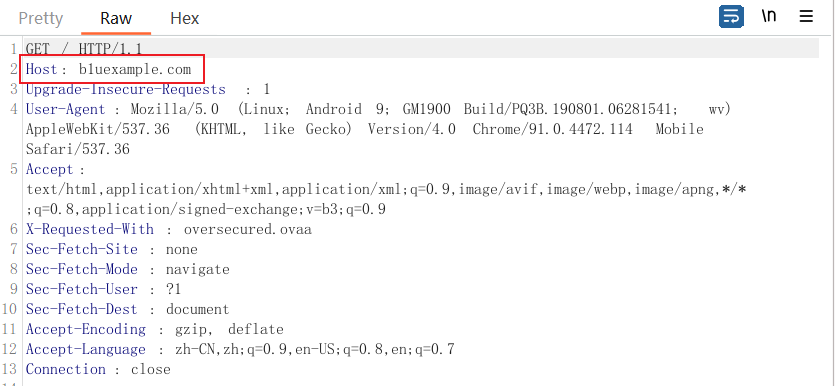 Pretty Raw Hex \n
1 GET / HTTP/1.1
2 Host: b1uexample.com
3 Upgrade-Insecure-Requests : 1
4 User-Agent : Mozilla/5.0 (Linux; Android 9; GM1900 Build/PQ3B.190801.06281541; wv)
AppleWebKit/537.36 (KHTML, like Gecko) Version/4.0 Chrome/91.0.4472.114 Mobile
Safari/537.36
5 Accept :
text/html,application/xhtml+xml,application/xml;q=0.9,image/avif,image/webp,image/apng,*/*
;q=0.8,application/signed-exchange;v=b3;q=0.9
6 X-Requested-With : oversecured.ovaa
7 Sec-Fetch-Site : none
8 Sec-Fetch-Mode : navigate
9 Sec-Fetch-User : ?1
10 Sec-Fetch-Dest : document
11 Accept-Encoding : gzip, deflate
12 Accept-Language : zh-CN,zh;q=0.9,en-US;q=0.8,en;q=0.7
13 Connection : close